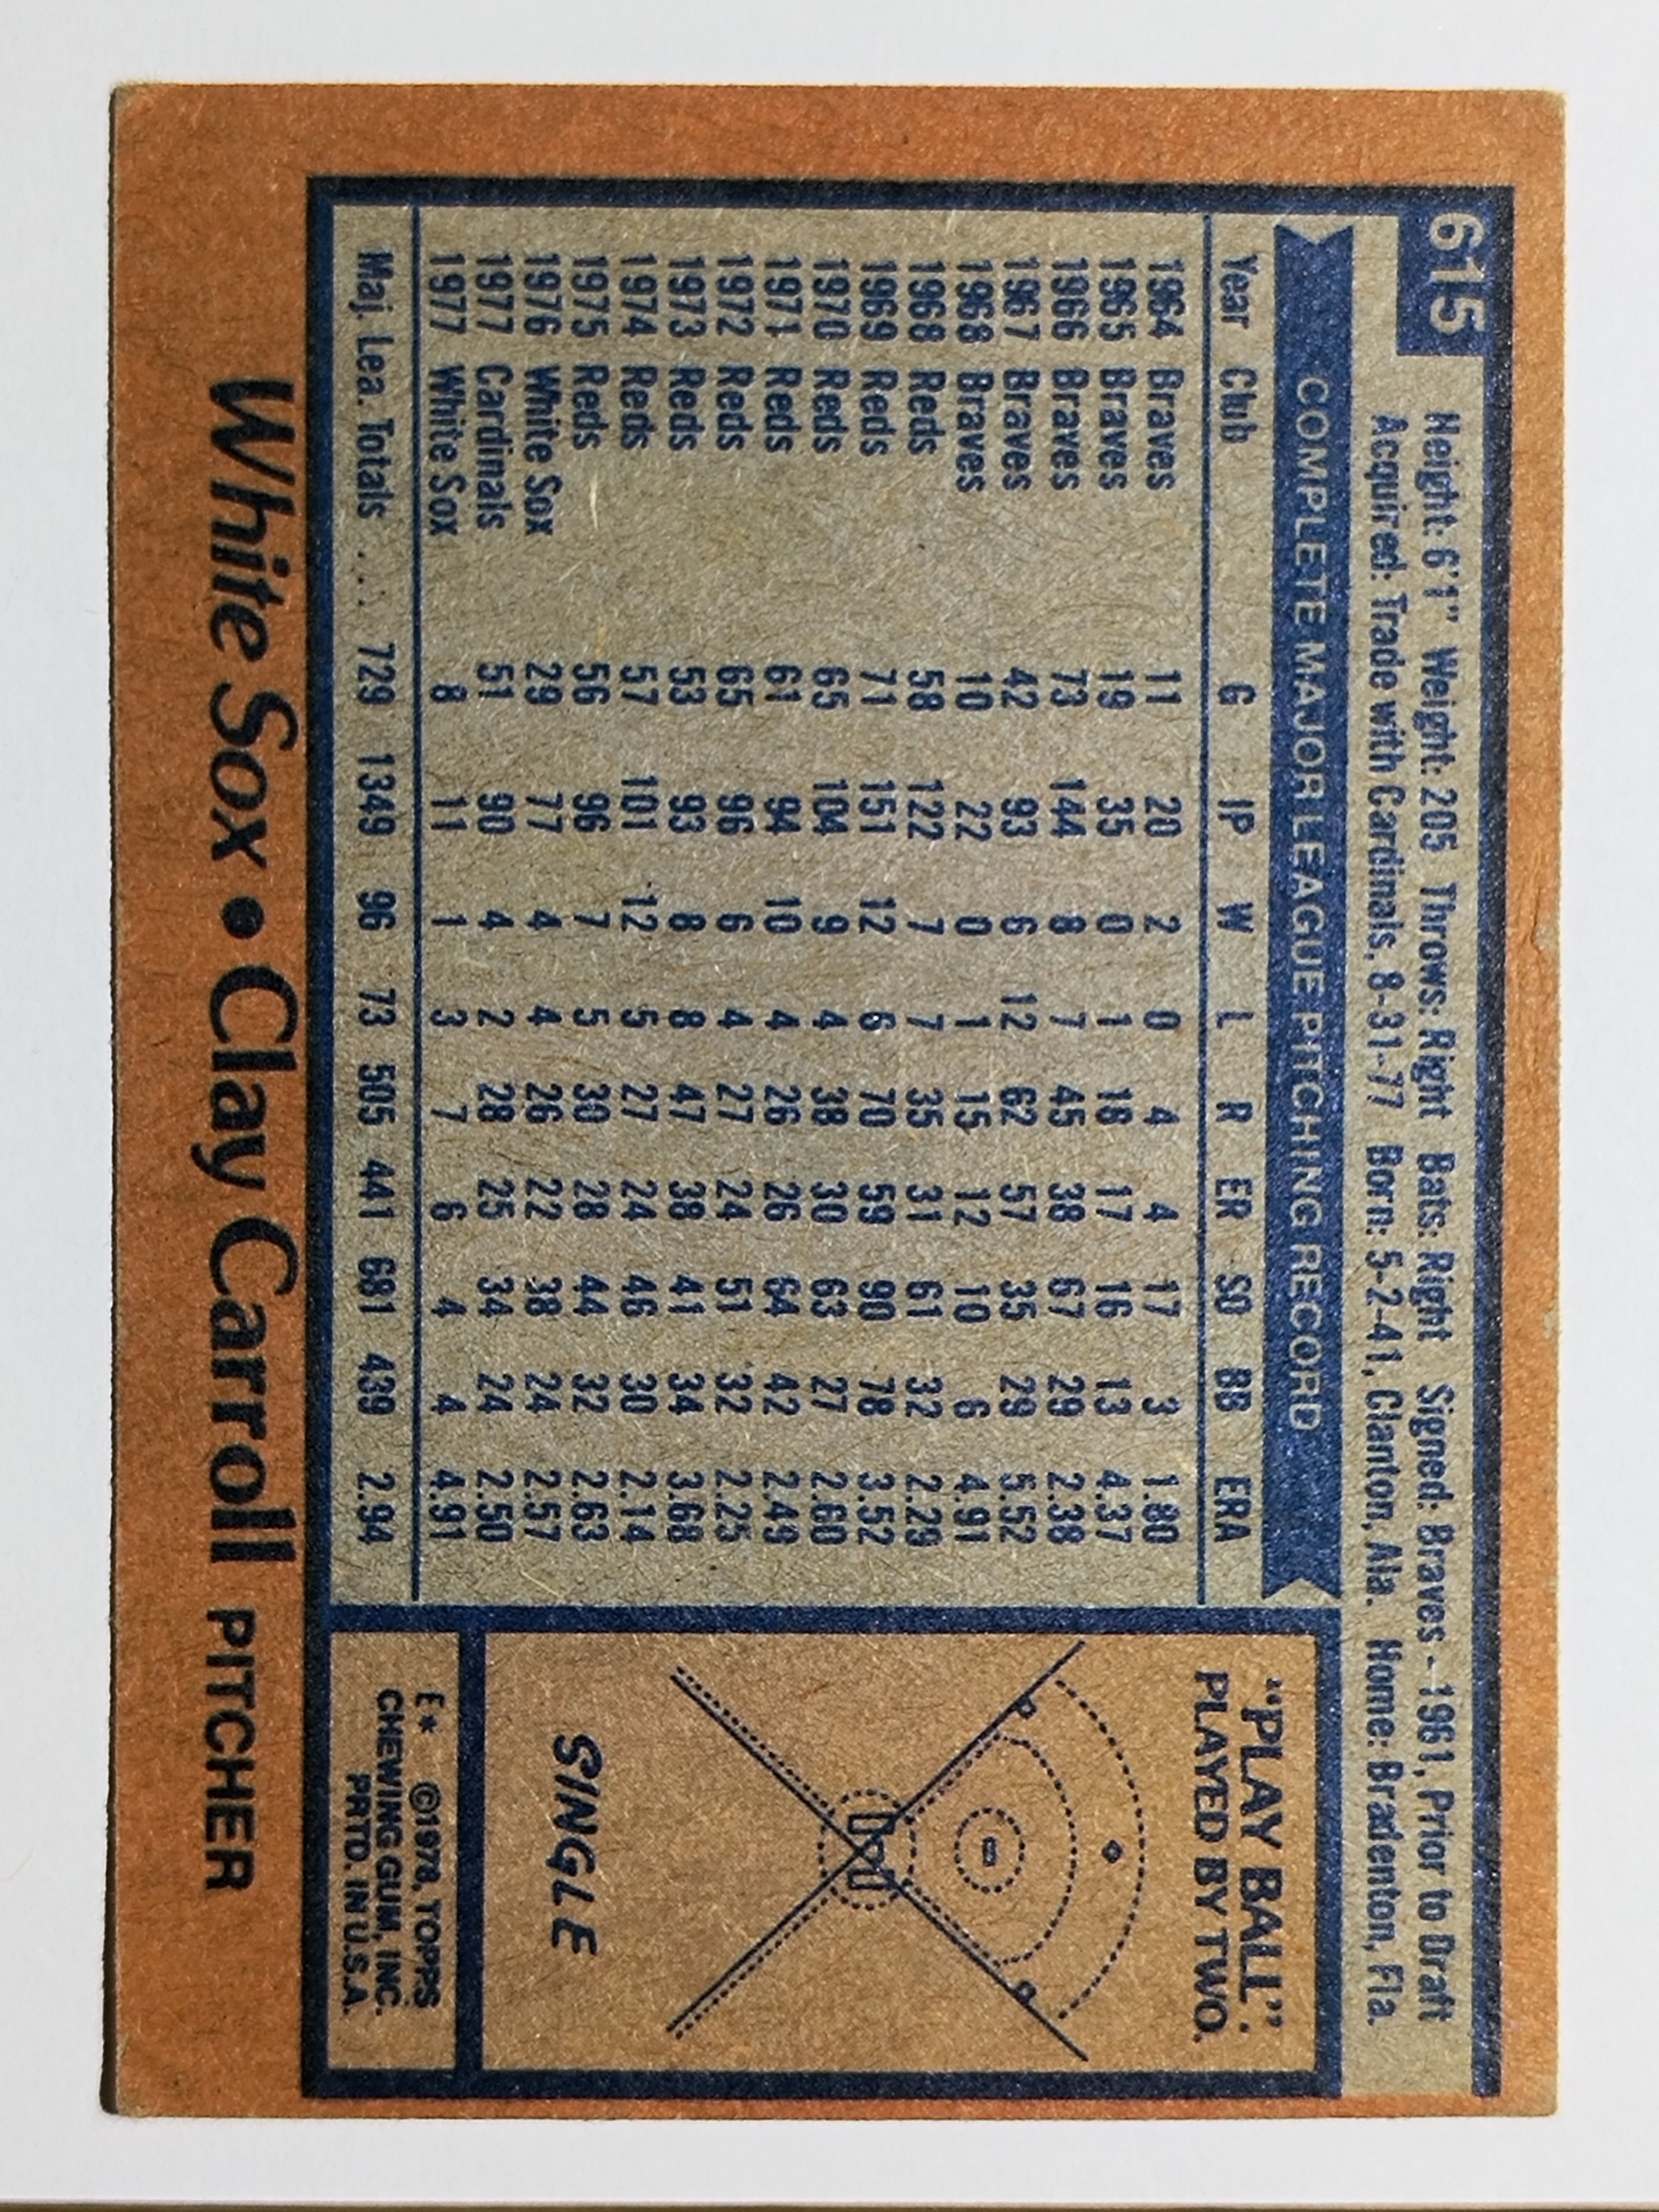 615
Height: 6'1" Weight: 205 Throws: Right Bats: Right Signed: Braves - 1961, Prior to Draft
Acquired: Trade with Cardinals, 8-31-77 Born: 5-2-41, Clanton, Ala. Home: Bradenton, Fla.
COMPLETE MAJOR LEAGUE PITCHING RECORD
Year Club G IP W L R ER SO BB ERA
1964 Braves 11 20 2 0 4 4 17 3 1.80
1965 Braves 19 35 0 1 18 17 16 13 4.37
1966 Braves 73 144 8 7 45 38 67 29 2.38
1967 Braves 42 93 6 12 62 57 35 29 5.52
1968 Braves 10 22 0 1 15 12 10 6 4.91
1968 Reds 58 122 7 7 35 31 61 32 2.29
1969 Reds 71 151 12 6 70 59 90 78 3.52
1970 Reds 65 104 9 4 38 30 63 27 2.60
1971 Reds 61 94 10 4 26 26 64 42 2.49
1972 Reds 65 96 6 4 27 24 51 32 2.25
1973 Reds 53 93 8 8 47 38 41 34 3.68
1974 Reds 57 101 12 5 27 24 46 30 2.14
1975 Reds 56 96 7 5 30 28 44 32 2.63
1976 White Sox 29 77 4 4 26 22 38 24 2.57
1977 Cardinals 51 90 4 2 28 25 34 24 2.50
1977 White Sox 8 11 1 3 7 6 4 4 4.91
Maj. Lea. Totals .... 729 1349 96 73 505 441 681 439 2.94
"PLAY BALL".
PLAYED BY TWO.
SINGLE
E* ©1978, TOPPS
CHEWING GUM, INC.
PRTD. IN U.S.A.
White Sox • Clay Carroll PITCHER